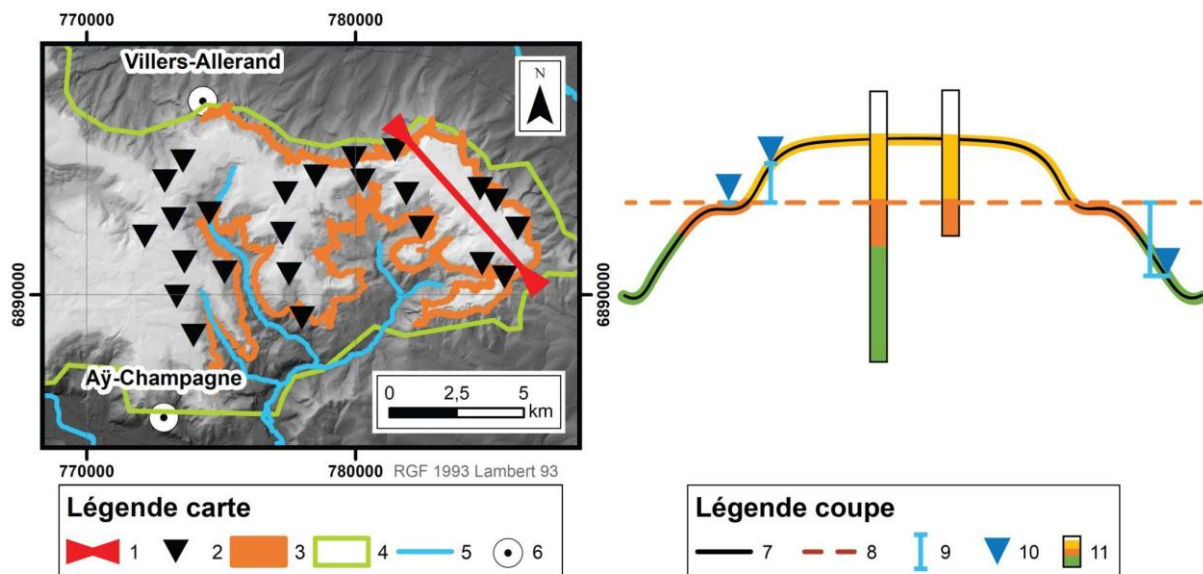 770000 780000
Villers-Allerand
N
6890000 6890000
Aÿ-Champagne
0 2,5 5
km
770000 780000 RGF 1993 Lambert 93
Légende carte
1 2 3 4 5 6
Légende coupe
7 8 9 10 11